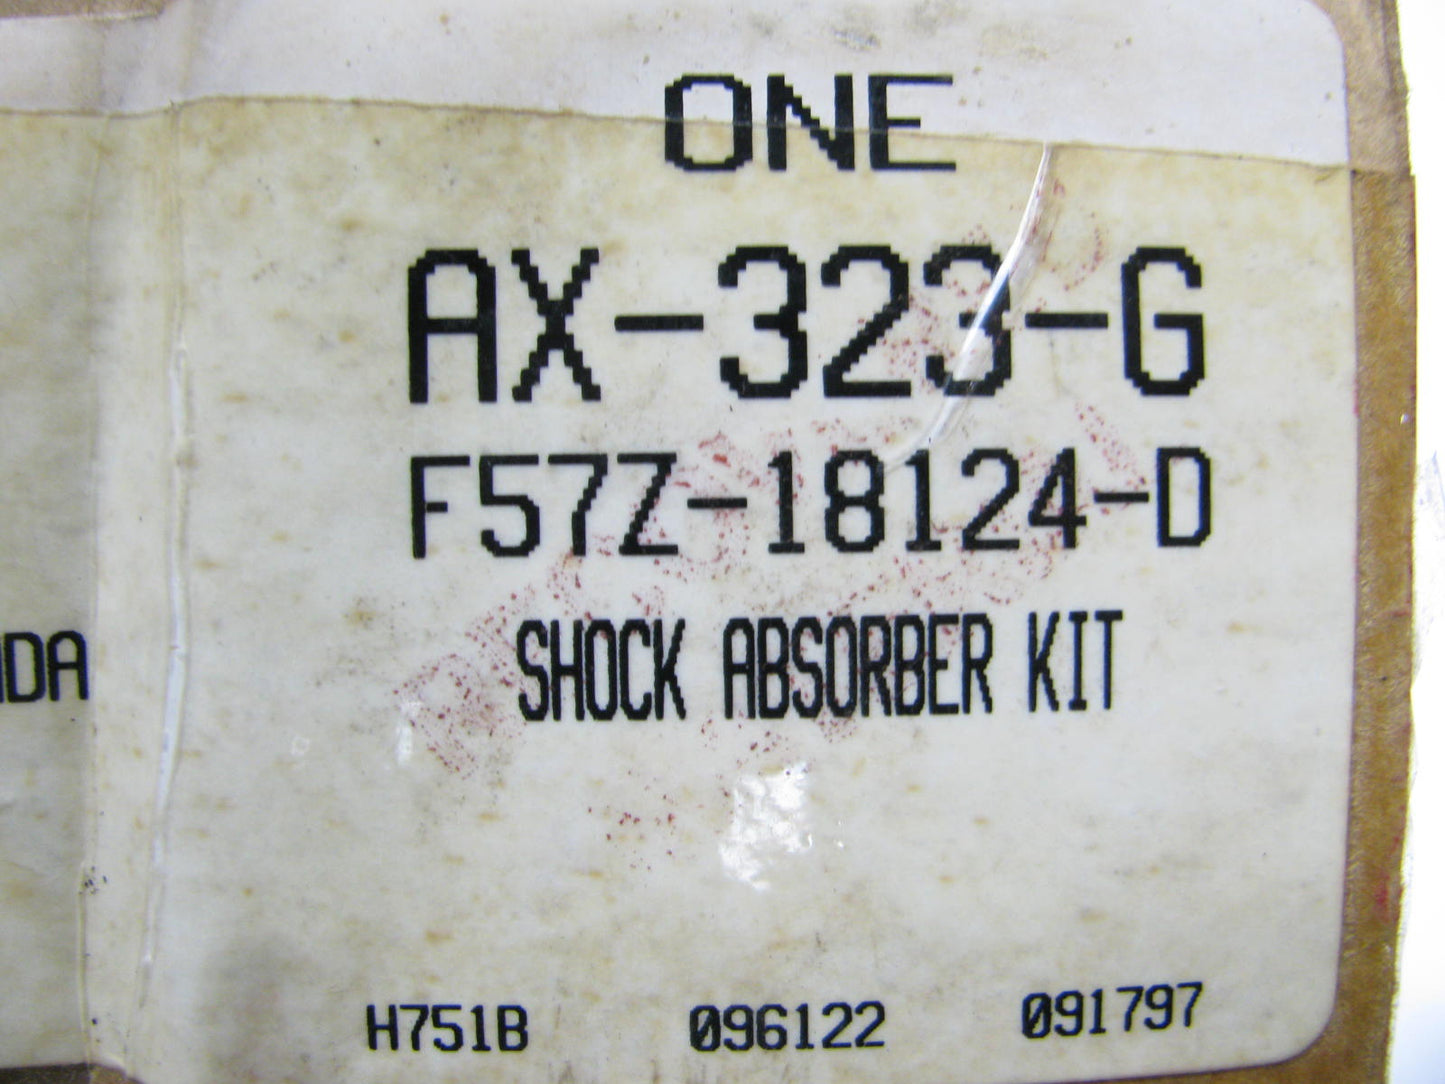 ONE
AX-323-G
F57Z-18124-D
SHOCK ABSORBER KIT
H751B 096122 091797